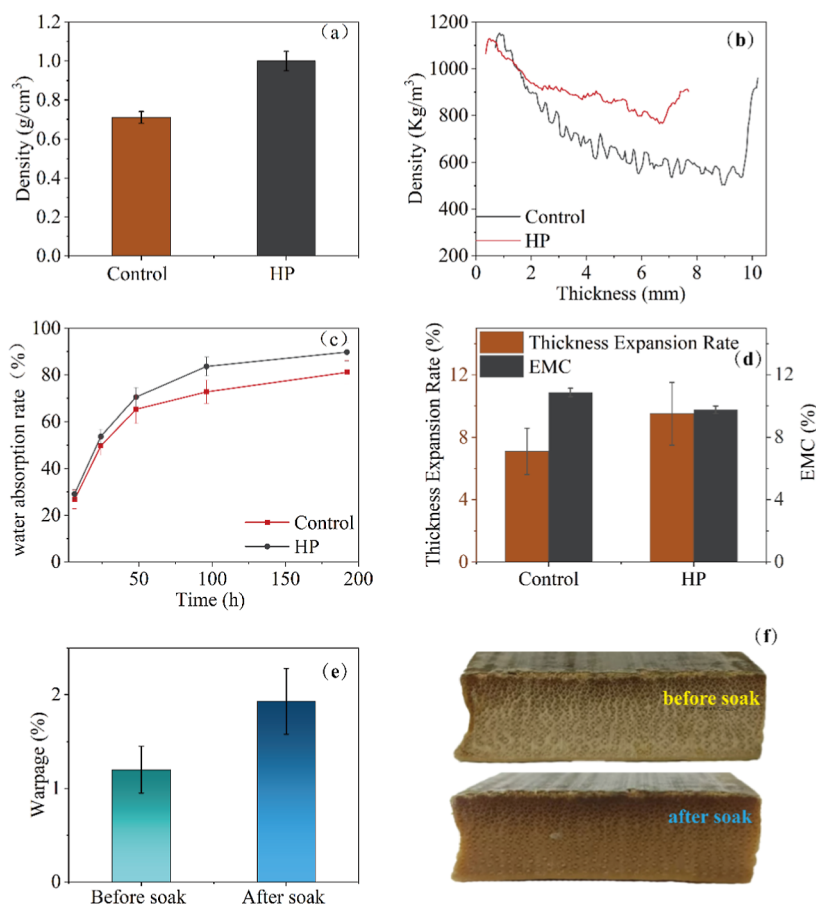 (a)
Density (g/cm³)
1.2
1.0
0.8
0.6
0.4
0.2
0.0
Control
HP
(b)
Density (Kg/m³)
1200
1000
800
600
400
200
Control
HP
0
2
4
6
8
10
Thickness (mm)
(c)
water absorption rate (%)
100
80
60
40
20
0
Control
HP
50
100
150
200
Time (h)
(d)
Thickness Expansion Rate (%)
12
8
4
0
Thickness Expansion Rate
EMC
12
8
4
0
EMC (%)
Control
HP
(e)
Warpage (%)
2
1
0
Before soak
After soak
(f)
before soak
after soak